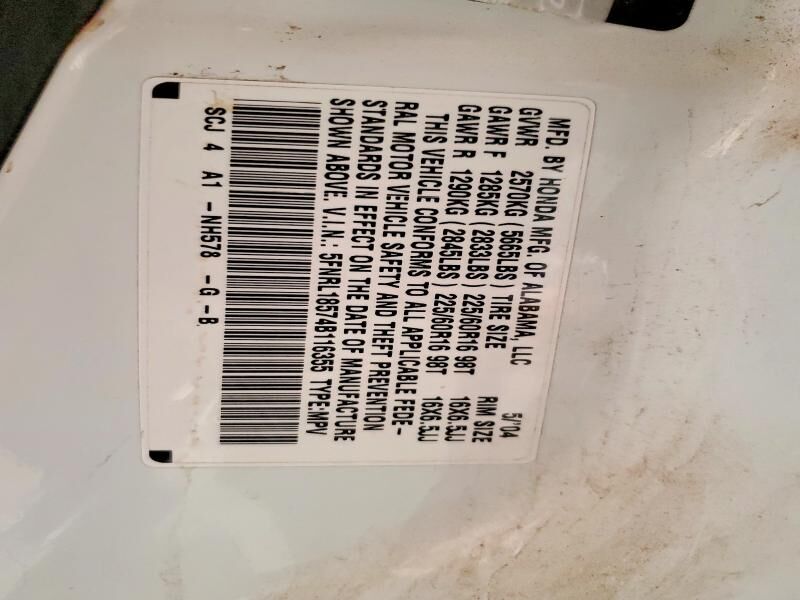 MFD. BY HONDA MFG. OF ALABAMA, LLC 5/'04
GVWR 2570KG (5665LBS) TIRE SIZE RIM SIZE
GAWR F 1285KG (2833LBS) 225/60R16 98T 16X6.5JJ
GAWR R 1290KG (2845LBS) 225/60R16 98T 16X6.5JJ
THIS VEHICLE CONFORMS TO ALL APPLICABLE FEDE-
RAL MOTOR VEHICLE SAFETY AND THEFT PREVENTION
STANDARDS IN EFFECT ON THE DATE OF MANUFACTURE
SHOWN ABOVE. V.I.N.: 5FNRL18574B116355 TYPE:MPV
SCJ 4 A1 -NH578 -G -B